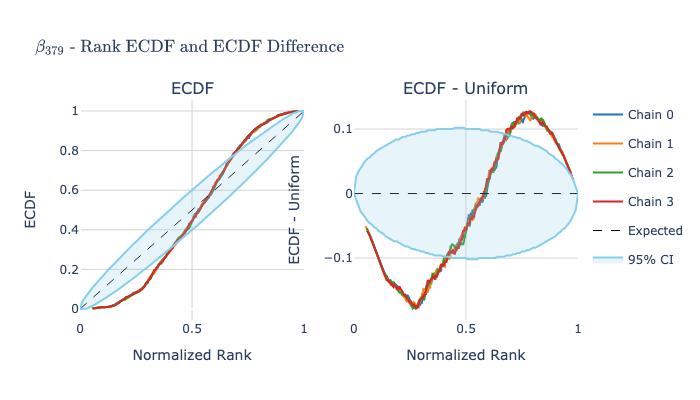 β379 - Rank ECDF and ECDF Difference
ECDF
ECDF - Uniform
ECDF
1
0.8
0.6
0.4
0.2
0
0
0.5
1
Normalized Rank
ECDF - Uniform
0.1
0
−0.1
0
0.5
1
Normalized Rank
Chain 0
Chain 1
Chain 2
Chain 3
Expected
95% CI